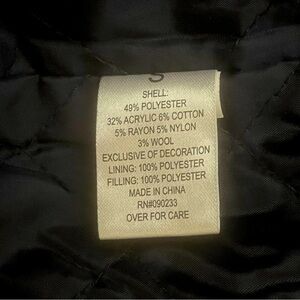 S
SHELL:
49% POLYESTER
32% ACRYLIC 6% COTTON
5% RAYON 5% NYLON
3% WOOL
EXCLUSIVE OF DECORATION
LINING: 100% POLYESTER
FILLING: 100% POLYESTER
MADE IN CHINA
RN#090233
OVER FOR CARE